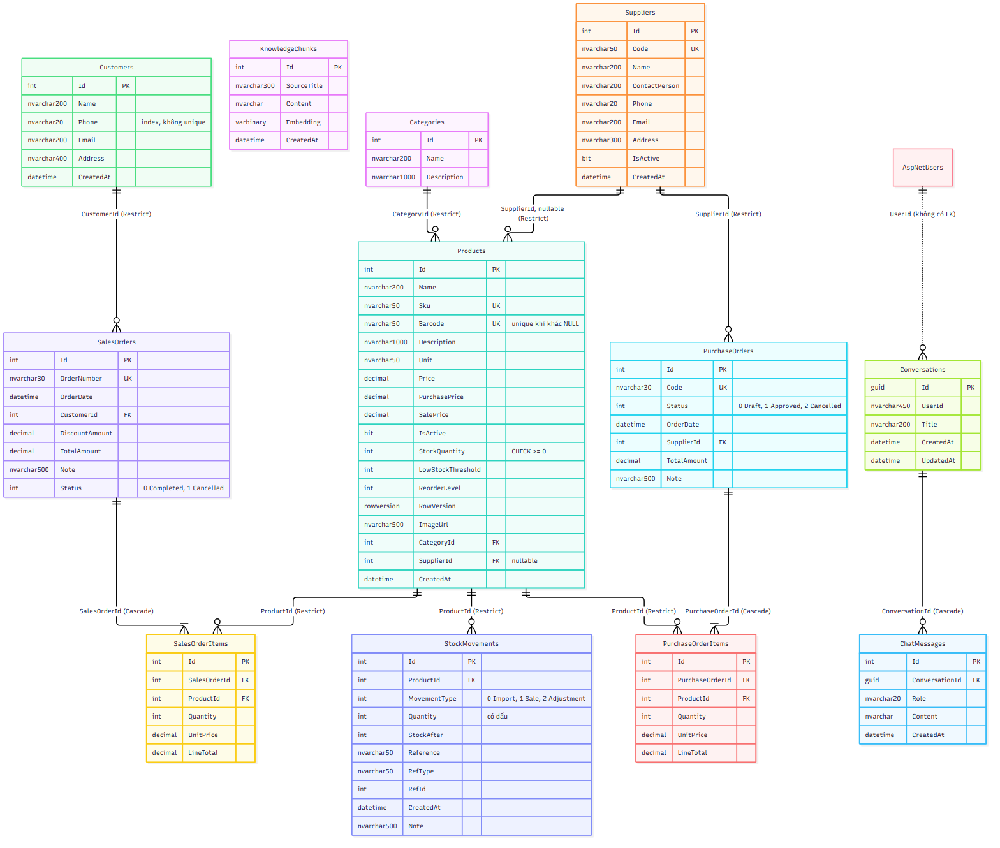 Suppliers
int Id PK
nvarchar50 Code UK
nvarchar200 Name
nvarchar200 ContactPerson
nvarchar20 Phone
nvarchar200 Email
nvarchar300 Address
bit IsActive
datetime CreatedAt
KnowledgeChunks
int Id PK
nvarchar300 SourceTitle
nvarchar Content
varbinary Embedding
datetime CreatedAt
Customers
int Id PK
nvarchar200 Name
nvarchar20 Phone index, không unique
nvarchar200 Email
nvarchar400 Address
datetime CreatedAt
Categories
int Id PK
nvarchar200 Name
nvarchar1000 Description
AspNetUsers
CustomerId (Restrict)
CategoryId (Restrict)
SupplierId, nullable
(Restrict)
SupplierId (Restrict)
UserId (không có FK)
Products
int Id PK
nvarchar200 Name
nvarchar50 Sku UK
nvarchar50 Barcode UK unique khi khác NULL
nvarchar1000 Description
nvarchar50 Unit
decimal Price
decimal PurchasePrice
decimal SalePrice
bit IsActive
int StockQuantity CHECK >= 0
int LowStockThreshold
int ReorderLevel
rowversion RowVersion
nvarchar500 ImageUrl
int CategoryId FK
int SupplierId FK nullable
datetime CreatedAt
SalesOrders
int Id PK
nvarchar30 OrderNumber UK
datetime OrderDate
int CustomerId FK
decimal DiscountAmount
decimal TotalAmount
nvarchar500 Note
int Status 0 Completed, 1 Cancelled
PurchaseOrders
int Id PK
nvarchar30 Code UK
int Status 0 Draft, 1 Approved, 2 Cancelled
datetime OrderDate
int SupplierId FK
decimal TotalAmount
nvarchar500 Note
Conversations
guid Id PK
nvarchar450 UserId
nvarchar200 Title
datetime CreatedAt
datetime UpdatedAt
SalesOrderId (Cascade)
ProductId (Restrict)
ProductId (Restrict)
ProductId (Restrict)
PurchaseOrderId (Cascade)
ConversationId (Cascade)
SalesOrderItems
int Id PK
int SalesOrderId FK
int ProductId FK
int Quantity
decimal UnitPrice
decimal LineTotal
StockMovements
int Id PK
int ProductId FK
int MovementType 0 Import, 1 Sale, 2 Adjustment
int Quantity có dấu
int StockAfter
nvarchar50 Reference
nvarchar50 RefType
int RefId
datetime CreatedAt
nvarchar500 Note
PurchaseOrderItems
int Id PK
int PurchaseOrderId FK
int ProductId FK
int Quantity
decimal UnitPrice
decimal LineTotal
ChatMessages
int Id PK
guid ConversationId FK
nvarchar20 Role
nvarchar Content
datetime CreatedAt